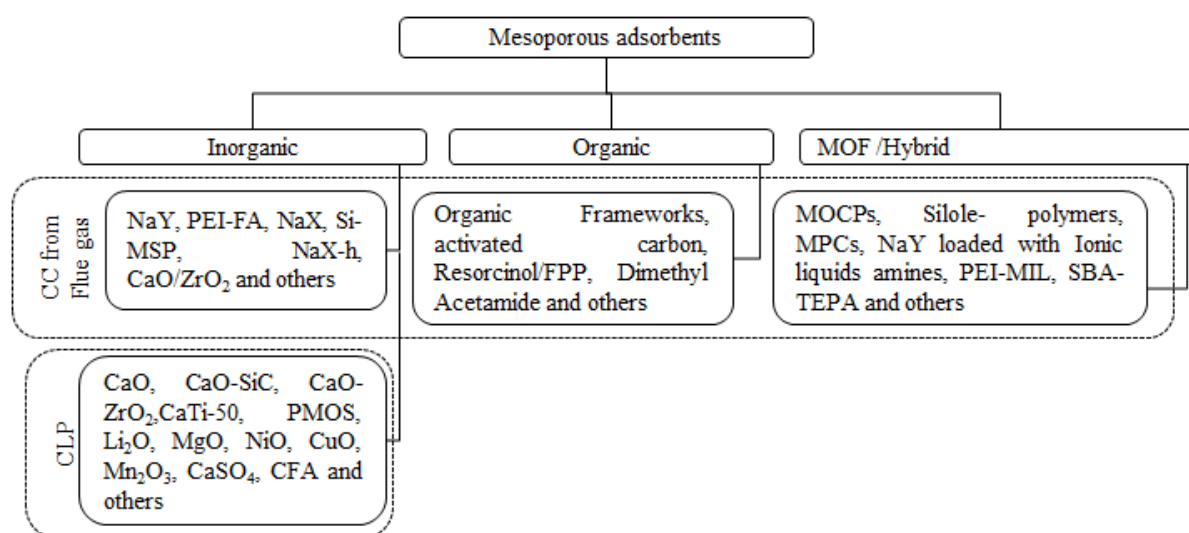 Mesoporous adsorbents
Inorganic
Organic
MOF /Hybrid
CC from
Flue gas
NaY, PEI-FA, NaX, Si-
MSP, NaX-h,
CaO/ZrO₂ and others
Organic Frameworks,
activated carbon,
Resorcinol/FPP, Dimethyl
Acetamide and others
MOCPs, Silole- polymers,
MPCs, NaY loaded with Ionic
liquids amines, PEI-MIL, SBA-
TEPA and others
CLP
CaO, CaO-SiC, CaO-
ZrO₂,CaTi-50, PMOS,
Li₂O, MgO, NiO, CuO,
Mn₂O₃, CaSO₄, CFA and
others